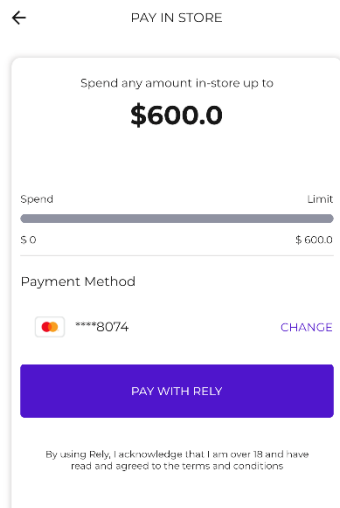 PAY IN STORE
Spend any amount in-store up to
$600.0
Spend Limit
$ 0 $ 600.0
Payment Method
****8074 CHANGE
PAY WITH RELY
By using Rely, I acknowledge that I am over 18 and have
read and agreed to the terms and conditions